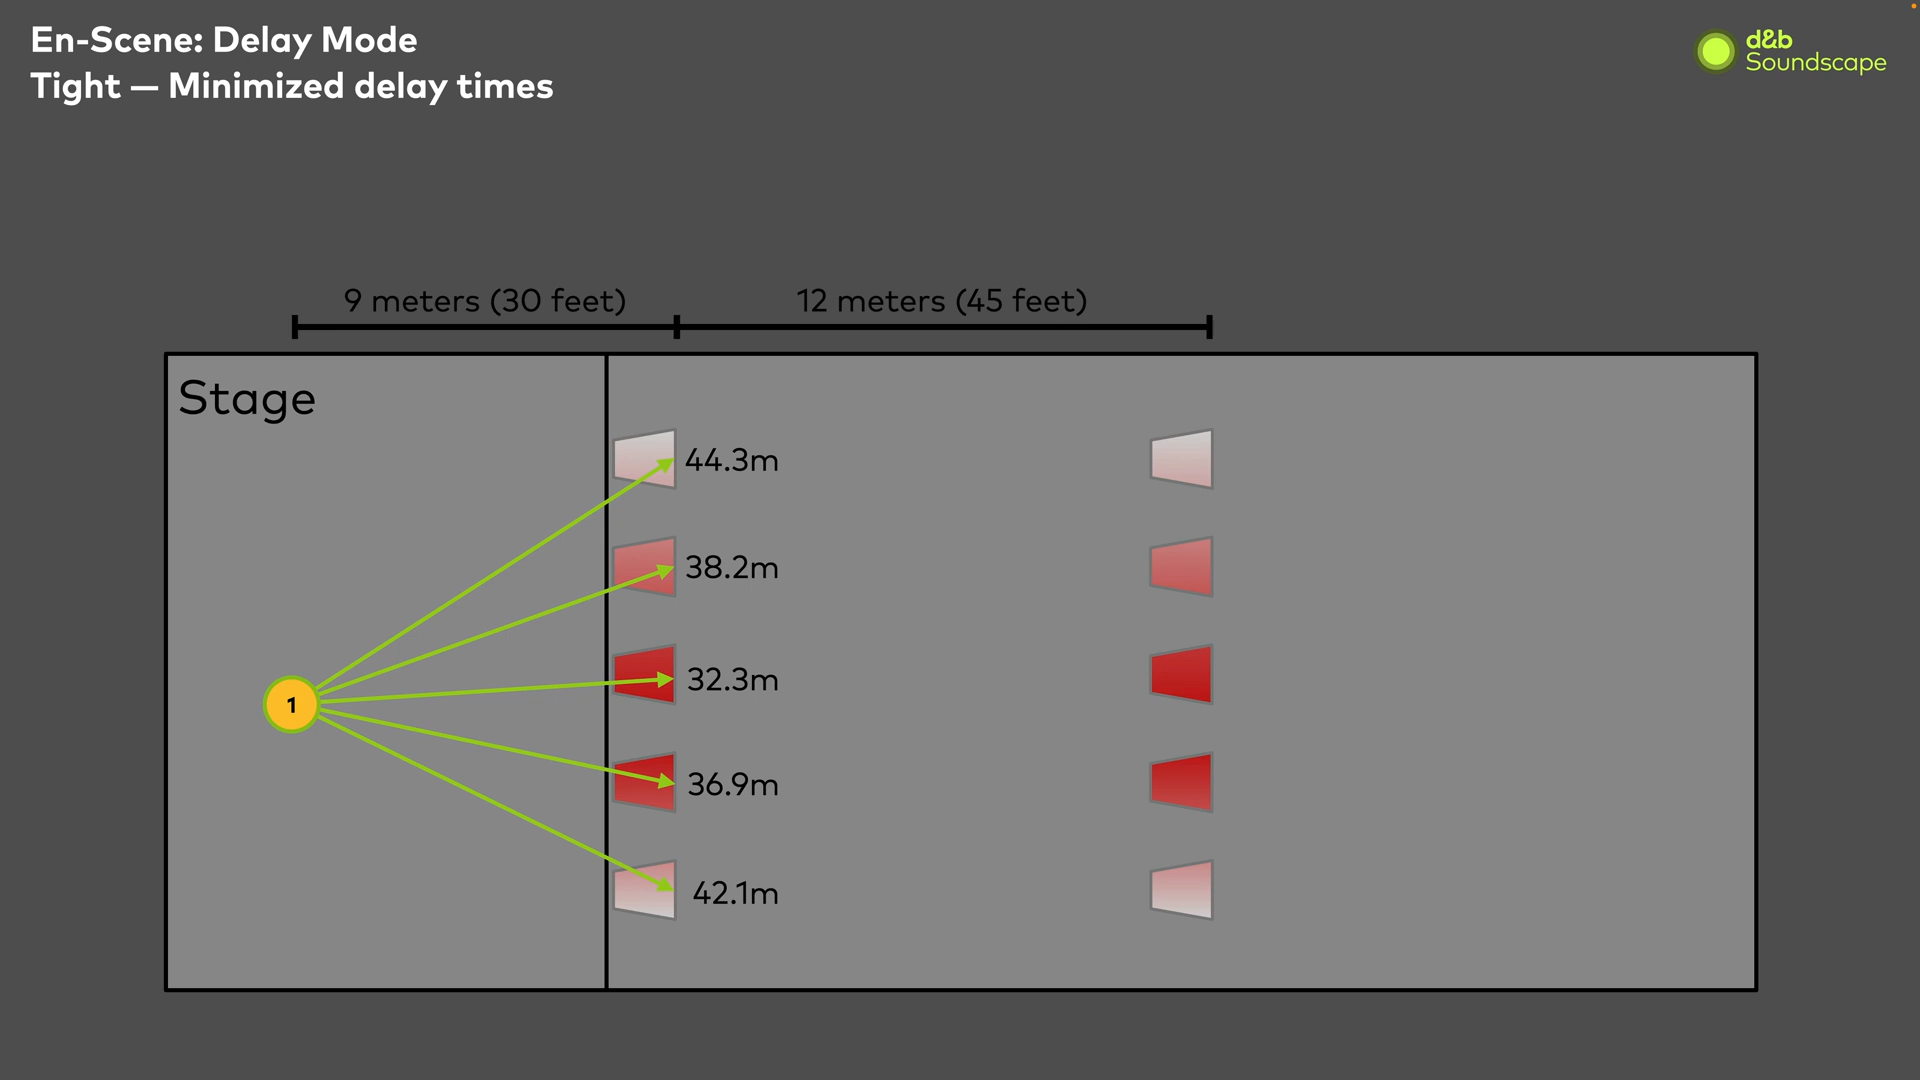 En-Scene: Delay Mode
Tight — Minimized delay times
d&b
Soundscape
9 meters (30 feet)
12 meters (45 feet)
Stage
44.3m
38.2m
32.3m
1
36.9m
42.1m